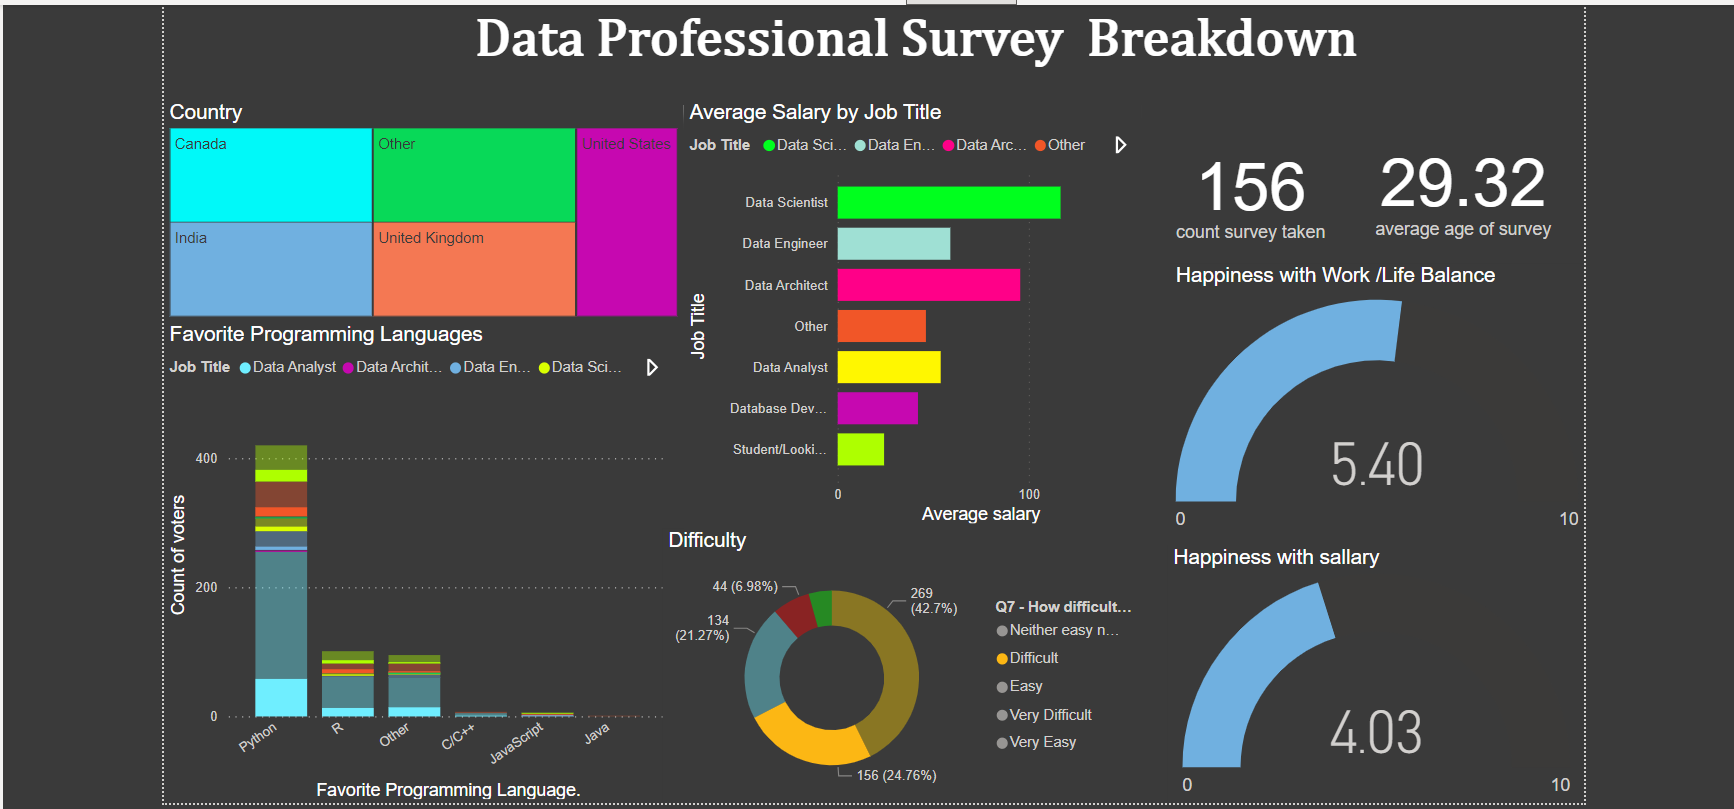 Data Professional Survey  Breakdown
Country
Canada
Other
United States
India
United Kingdom
Average Salary by Job Title
Job Title Data Sci... Data En... Data Arc... Other
Job Title
Data Scientist
Data Engineer
Data Architect
Other
Data Analyst
Database Dev...
Student/Looki...
0 100
Average salary
156
count survey taken
29.32
average age of survey
Happiness with Work /Life Balance
5.40
0 10
Favorite Programming Languages
Job Title Data Analyst Data Archit... Data En... Data Sci...
Count of voters
400
200
0
Python R Other C/C++ JavaScript Java
Favorite Programming Language.
Difficulty
44 (6.98%)
269
(42.7%)
134
(21.27%)
156 (24.76%)
Q7 - How difficult...
Neither easy n...
Difficult
Easy
Very Difficult
Very Easy
Happiness with sallary
4.03
0 10